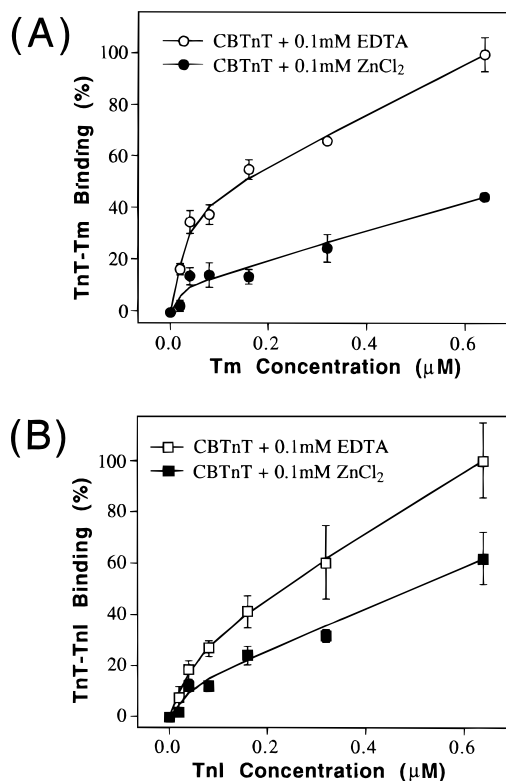 (A)
CBTnT + 0.1mM EDTA
CBTnT + 0.1mM ZnCl₂
TnT-Tm Binding (%)
100
80
60
40
20
0
0.0 0.2 0.4 0.6
Tm Concentration (μM)
(B)
CBTnT + 0.1mM EDTA
CBTnT + 0.1mM ZnCl₂
TnT-TnI Binding (%)
100
80
60
40
20
0
0.0 0.2 0.4 0.6
TnI Concentration (μM)